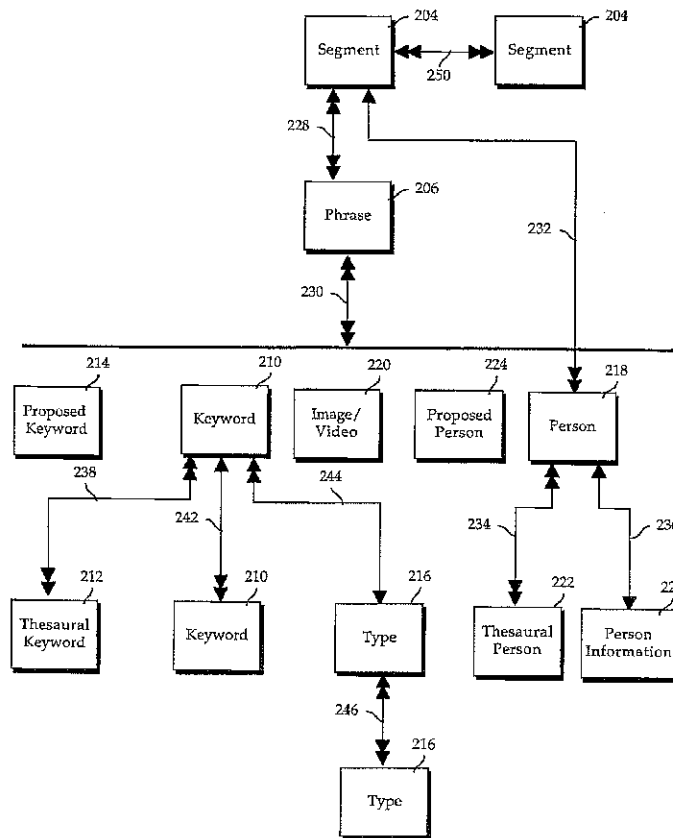 204
204
Segment
Segment
250
228
206
Phrase
232
230
214
210
220
224
218
Proposed
Keyword
Keyword
Image/
Video
Proposed
Person
Person
238
244
242
234
212
210
216
222
Thesaural
Keyword
Keyword
Type
Thesaural
Person
Person
Information
246
216
Type